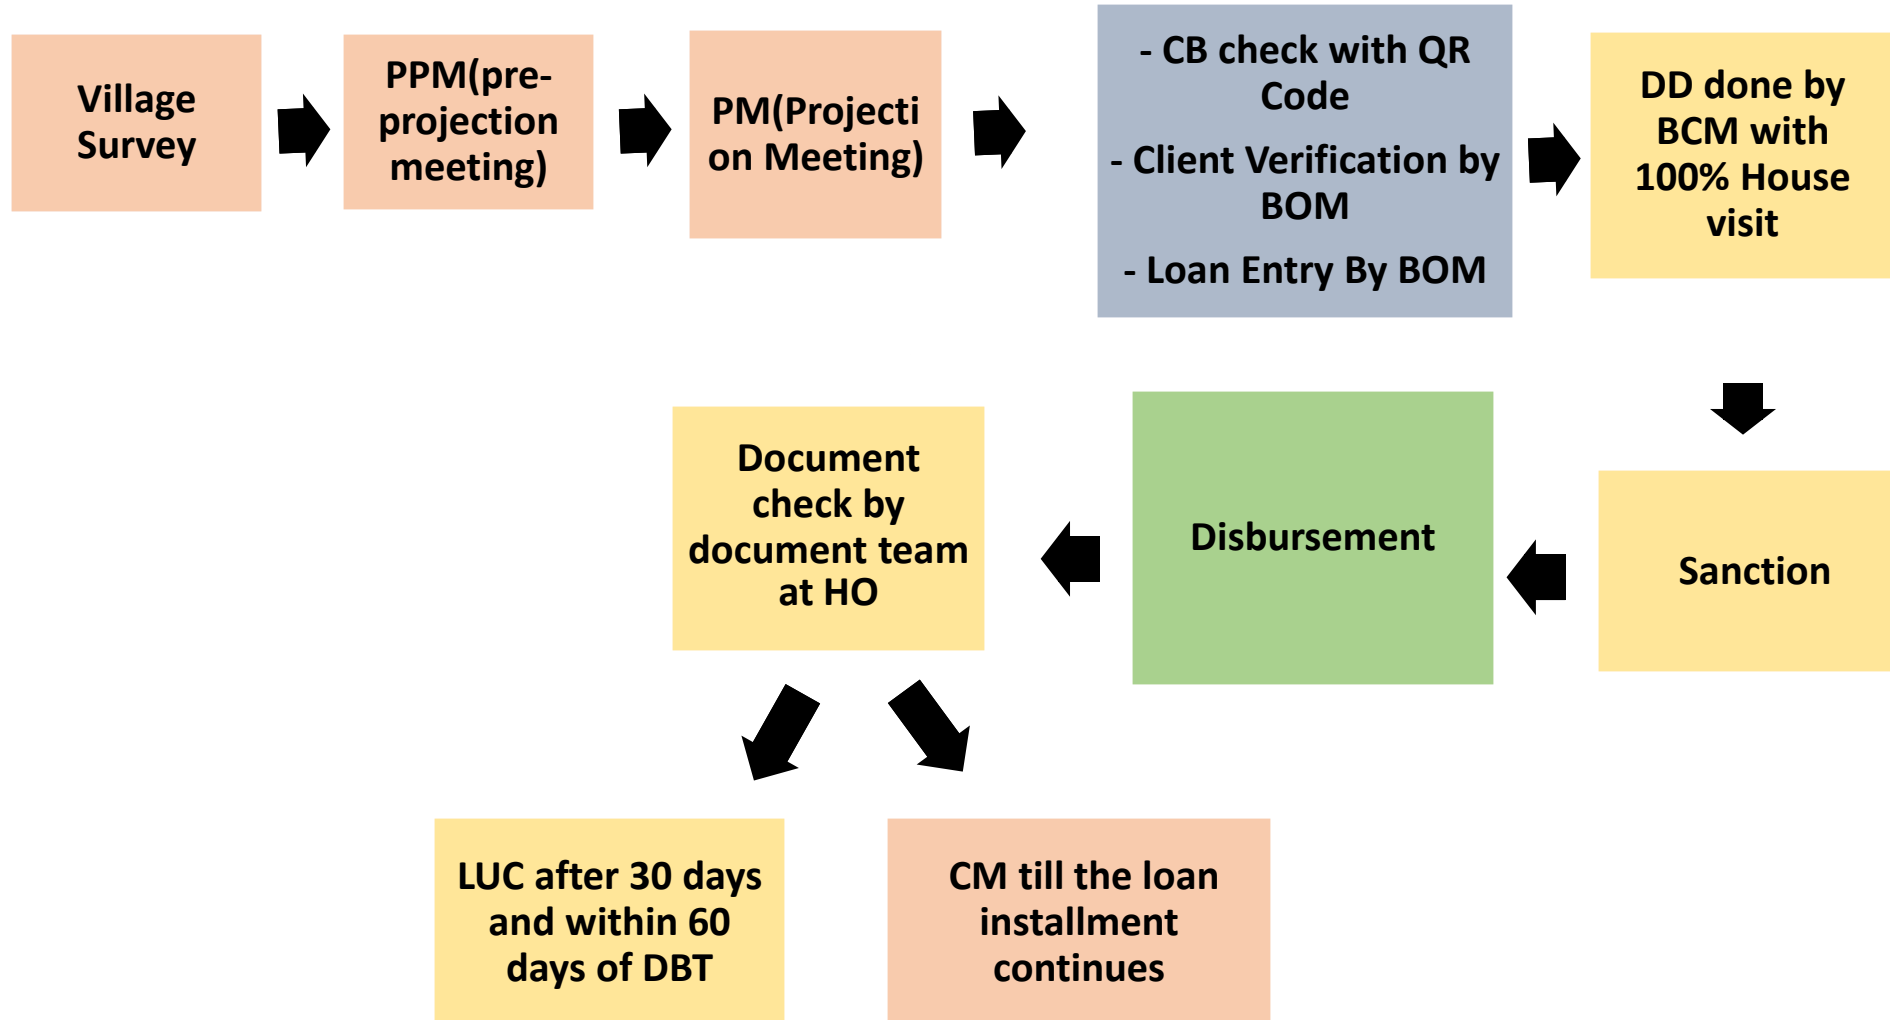 Village
Survey
PPM(pre-
projection
meeting)
PM(Projecti
on Meeting)
- CB check with QR
Code
- Client Verification by
BOM
- Loan Entry By BOM
DD done by
BCM with
100% House
visit
Sanction
Disbursement
Document
check by
document team
at HO
LUC after 30 days
and within 60
days of DBT
CM till the loan
installment
continues